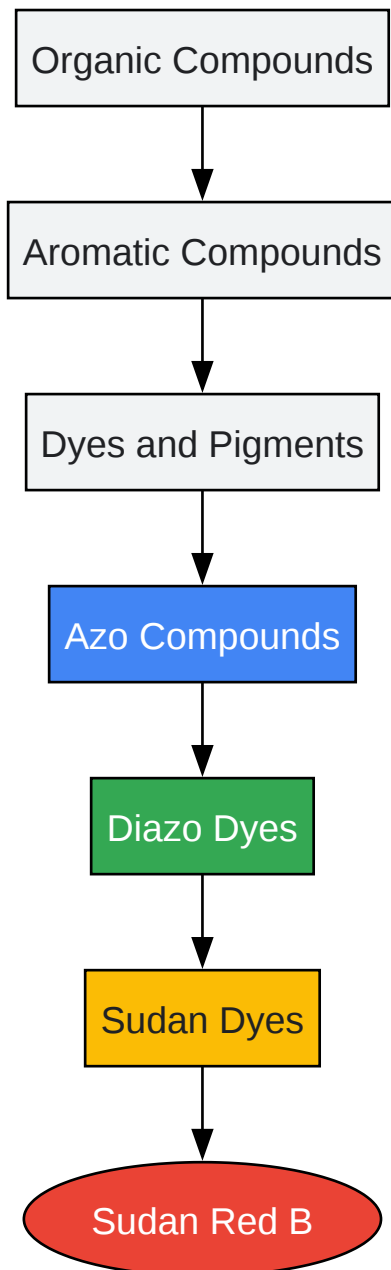 Organic Compounds
Aromatic Compounds
Dyes and Pigments
Azo Compounds
Diazo Dyes
Sudan Dyes
Sudan Red B